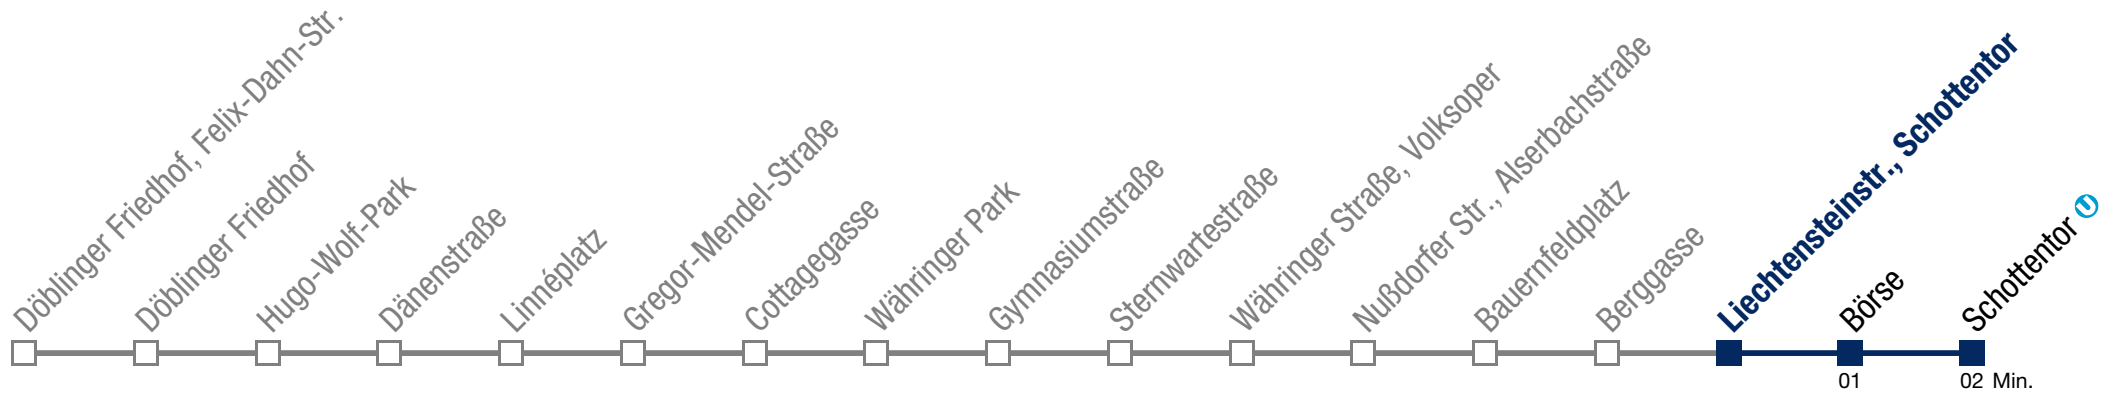 Döblinger Friedhof, Felix-Dahn-Str.
Döblinger Friedhof
Hugo-Wolf-Park
Dänenstraße
Linnéplatz
Gregor-Mendel-Straße
Cottagegasse
Währinger Park
Gymnasiumstraße
Sternwartestraße
Währinger Straße, Volksoper
Nußdorfer Str., Alserbachstraße
Bauernfeldplatz
Berggasse
Liechtensteinstr., Schottentor
Börse
Schottentor U
01
02 Min.